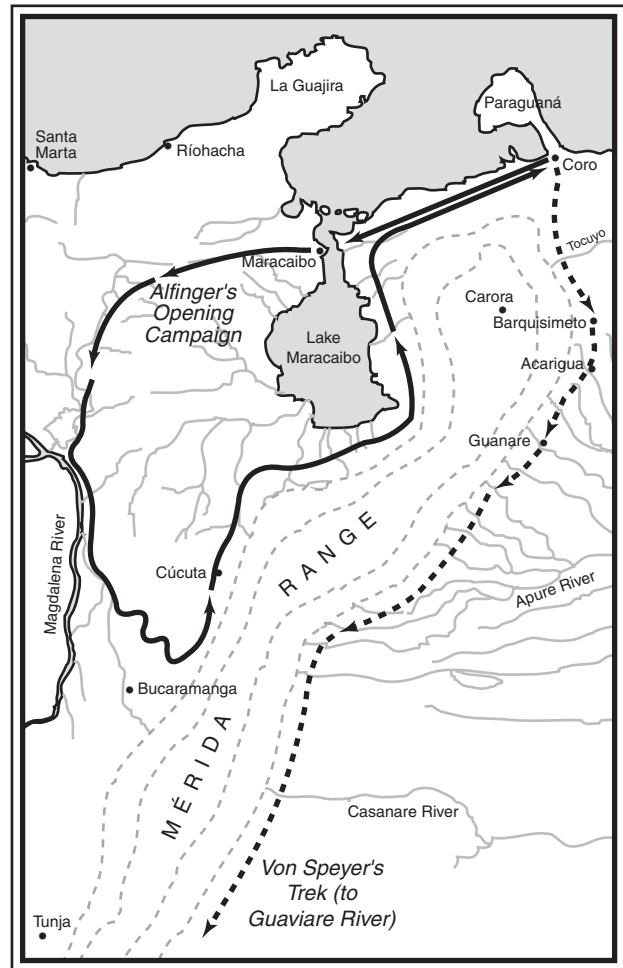 La Guajira
Paraguaná
Santa
Marta
Ríohacha
Coro
Tocuyo
Maracaibo
Alfinger's
Opening
Campaign
Carora
Barquisimeto
Lake
Maracaibo
Acarigua
Guanare
RANGE
Magdalena River
Cúcuta
Apure River
Bucaramanga
MÉRIDA
Casanare River
Von Speyer's
Trek (to
Guaviare River)
Tunja